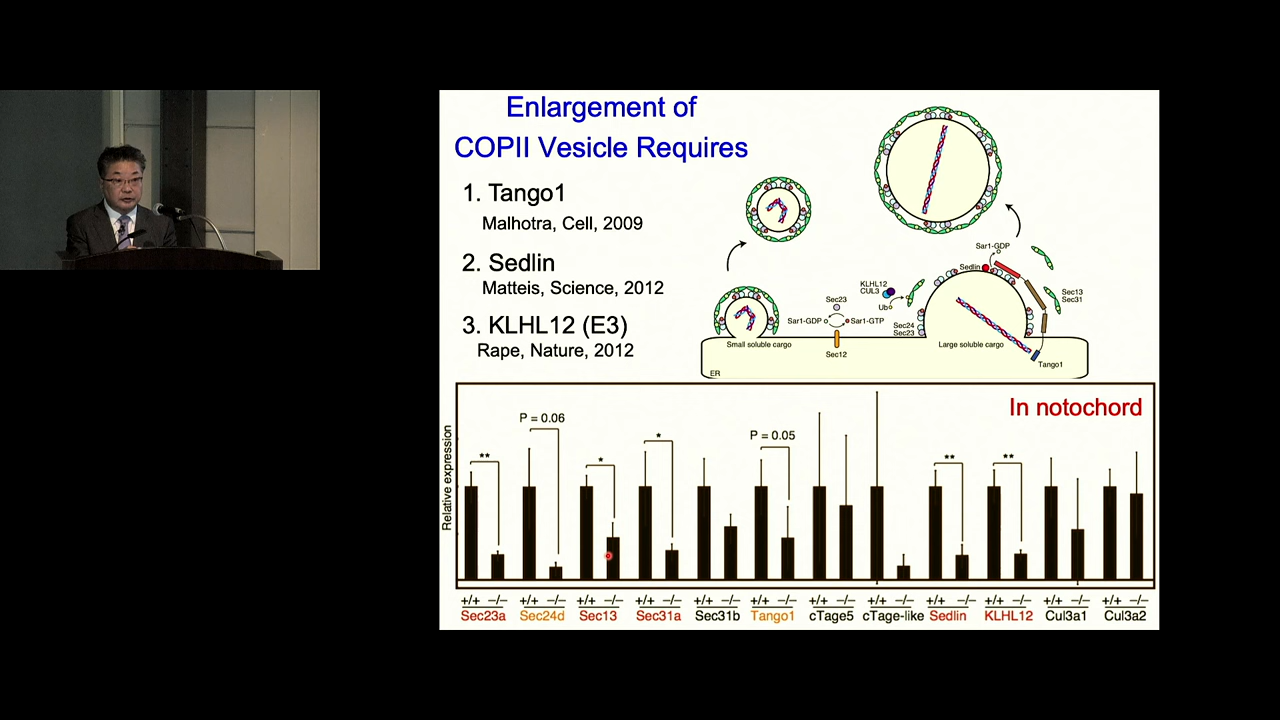 Enlargement of
COPII Vesicle Requires
1. Tango1
Malhotra, Cell, 2009
2. Sedlin
Matteis, Science, 2012
3. KLHL12 (E3)
Rape, Nature, 2012
Sar1-GDP
Sedlin
KLHL12
CUL3
Ub
Sec13
Sec31
Sec23
Sar1-GDP
Sar1-GTP
Sec24
Sec23
Small soluble cargo
Sec12
Large soluble cargo
Tango1
ER
In notochord
Relative expression
** P = 0.06 * * P = 0.05 ** **
+/+ −/− +/+ −/− +/+ −/− +/+ −/− +/+ −/− +/+ −/− +/+ −/− +/+ −/− +/+ −/− +/+ −/− +/+ −/− +/+ −/−
Sec23a Sec24d Sec13 Sec31a Sec31b Tango1 cTage5 cTage-like Sedlin KLHL12 Cul3a1 Cul3a2